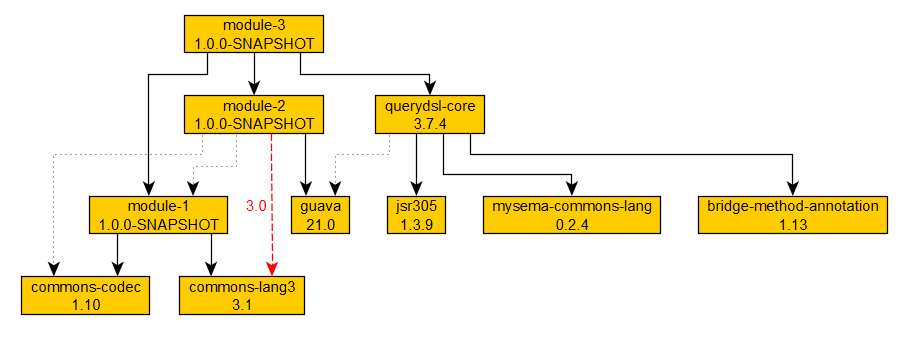 module-3
1.0.0-SNAPSHOT
module-2
1.0.0-SNAPSHOT
querydsl-core
3.7.4
module-1
1.0.0-SNAPSHOT
3.0
guava
21.0
jsr305
1.3.9
mysema-commons-lang
0.2.4
bridge-method-annotation
1.13
commons-codec
1.10
commons-lang3
3.1